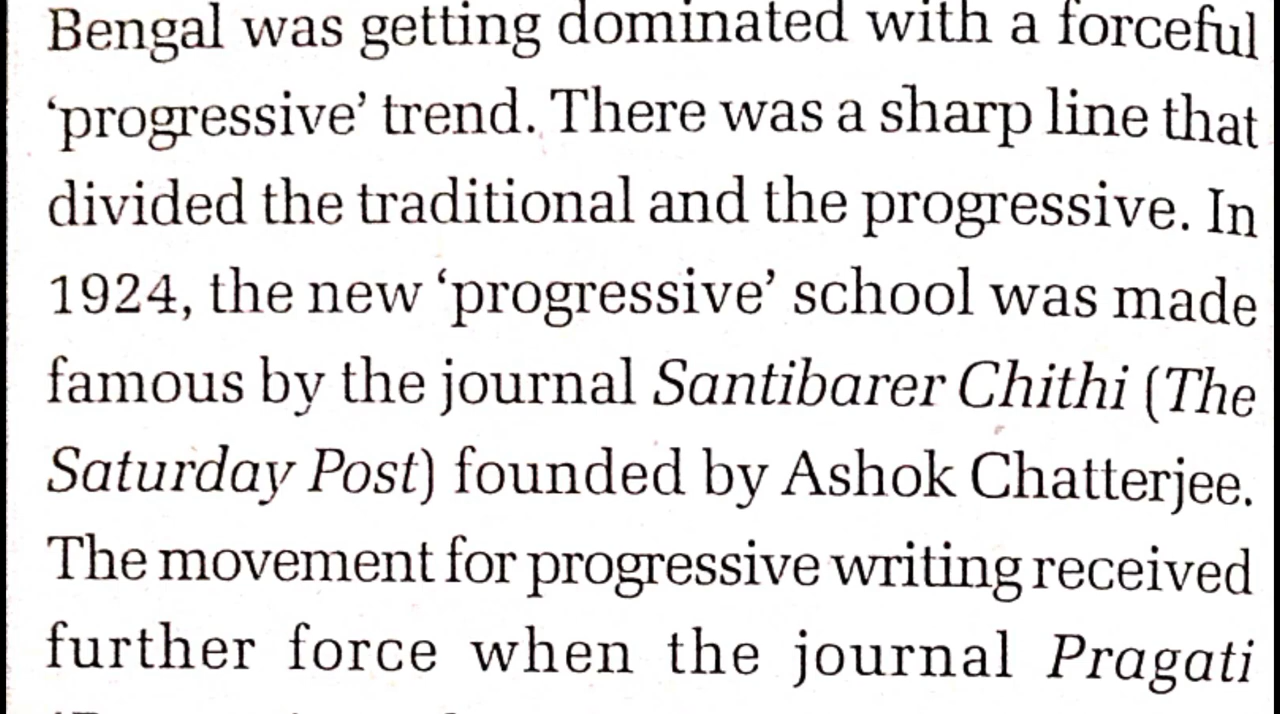 Bengal was getting dominated with a forceful
‘progressive’ trend. There was a sharp line that
divided the traditional and the progressive. In
1924, the new ‘progressive’ school was made
famous by the journal Santibarer Chithi (The
Saturday Post) founded by Ashok Chatterjee.
The movement for progressive writing received
further force when the journal Pragati